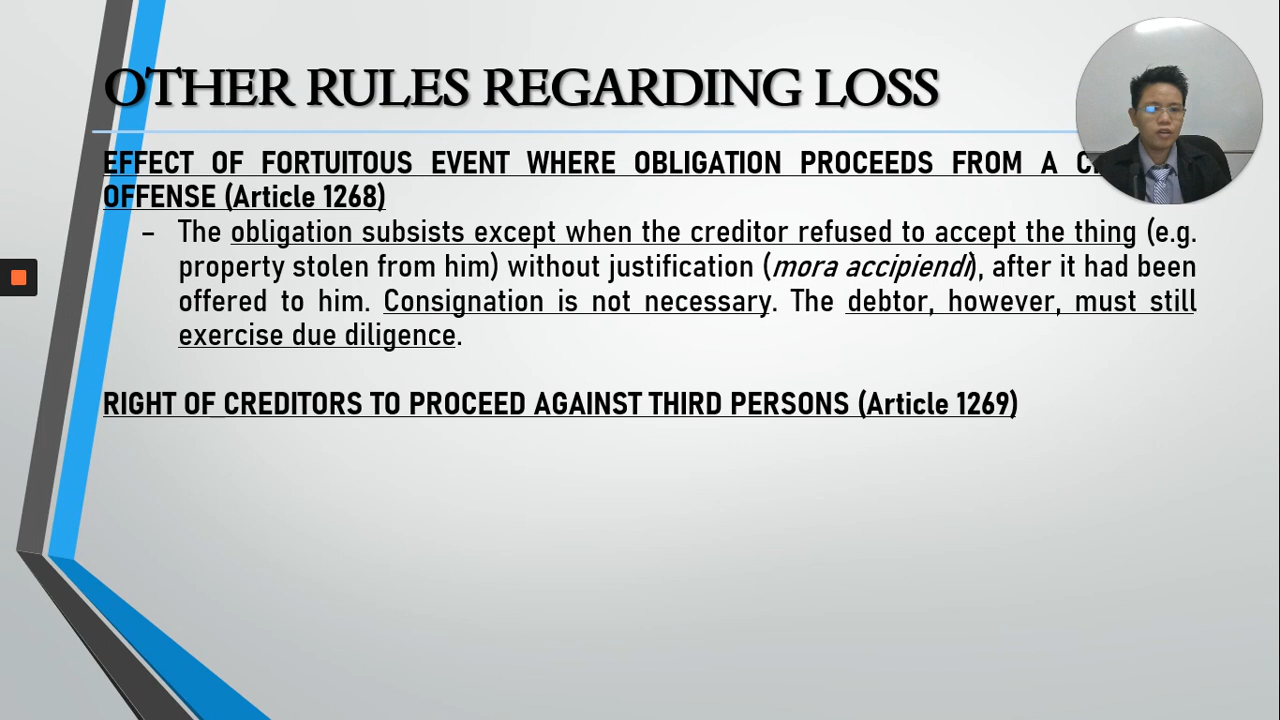 OTHER RULES REGARDING LOSS
EFFECT OF FORTUITOUS EVENT WHERE OBLIGATION PROCEEDS FROM A
OFFENSE (Article 1268)
– The obligation subsists except when the creditor refused to accept the thing (e.g.
property stolen from him) without justification (mora accipiendi), after it had been
offered to him. Consignation is not necessary. The debtor, however, must still
exercise due diligence.
RIGHT OF CREDITORS TO PROCEED AGAINST THIRD PERSONS (Article 1269)